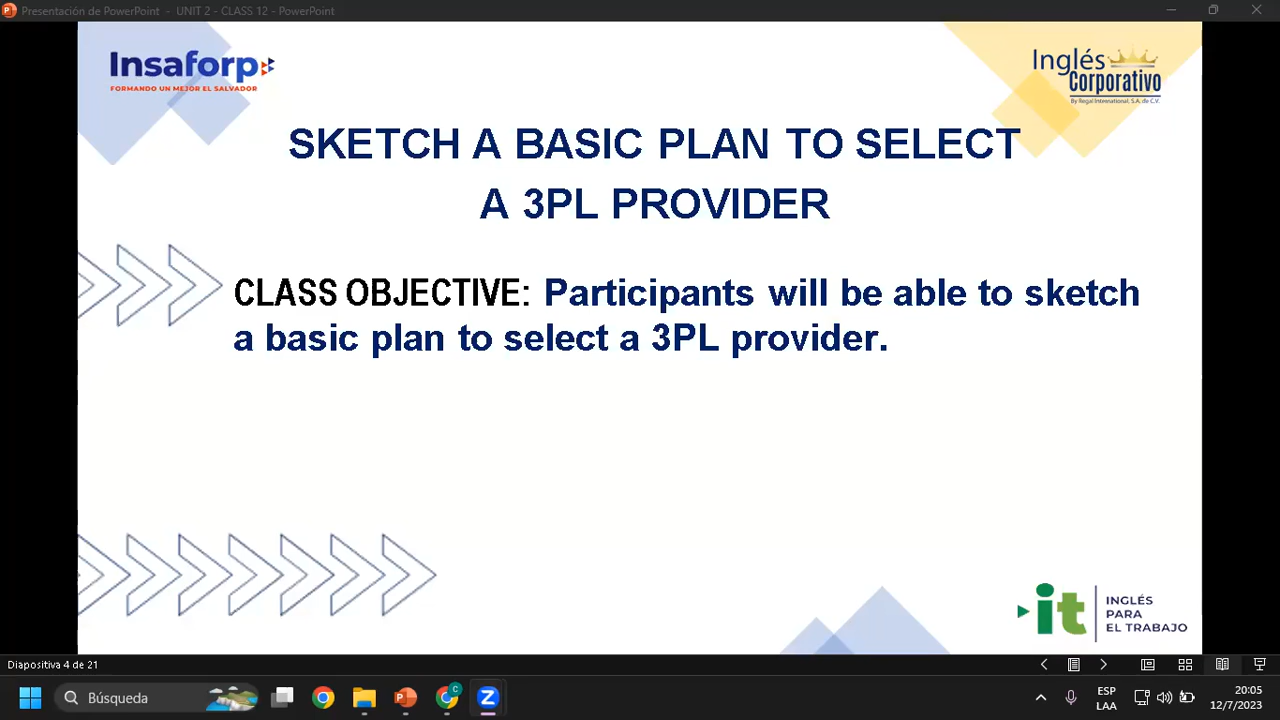 Presentación de PowerPoint - UNIT 2 - CLASS 12 - PowerPoint
Insaforp
FORMANDO UN MEJOR EL SALVADOR
Inglés
Corporativo
By Regal International, S.A. de C.V.
SKETCH A BASIC PLAN TO SELECT
A 3PL PROVIDER
CLASS OBJECTIVE: Participants will be able to sketch
a basic plan to select a 3PL provider.
it
INGLÉS
PARA
EL TRABAJO
Diapositiva 4 de 21
Búsqueda
C
ESP
LAA
20:05
12/7/2023